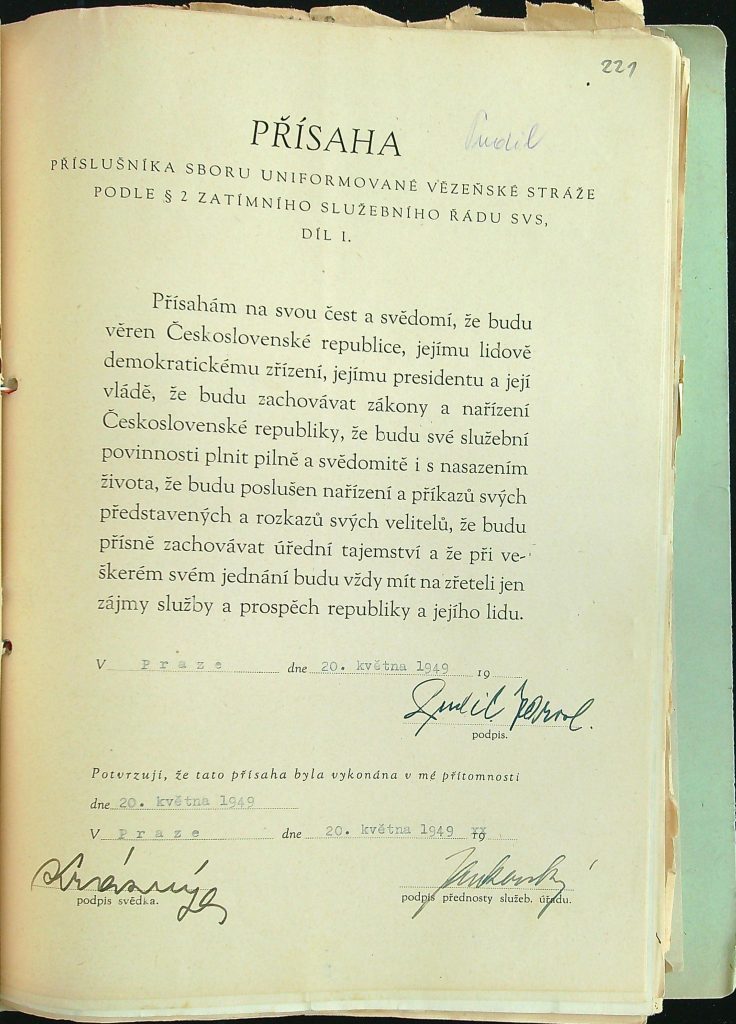 221
PŘÍSAHA Pudil
PŘÍSLUŠNÍKA SBORU UNIFORMOVANÉ VĚZEŇSKÉ STRÁŽE
PODLE § 2 ZATÍMNÍHO SLUŽEBNÍHO ŘÁDU SVS,
DÍL I.
Přísahám na svou čest a svědomí, že budu
věren Československé republice, jejímu lidově
demokratickému zřízení, jejímu presidentu a její
vládě, že budu zachovávat zákony a nařízení
Československé republiky, že budu své služební
povinnosti plnit pilně a svědomitě i s nasazením
života, že budu poslušen nařízení a příkazů svých
představených a rozkazů svých velitelů, že budu
přísně zachovávat úřední tajemství a že při ve-
škerém svém jednání budu vždy mít na zřeteli jen
zájmy služby a prospěch republiky a jejího lidu.
V Praze dne 20. května 1949 19
Pudil Karel.
podpis.
Potvrzuji, že tato přísaha byla vykonána v mé přítomnosti
dne 20. května 1949
V Praze dne 20. května 1949 19
podpis svědka. podpis přednosty služeb. úřadu.